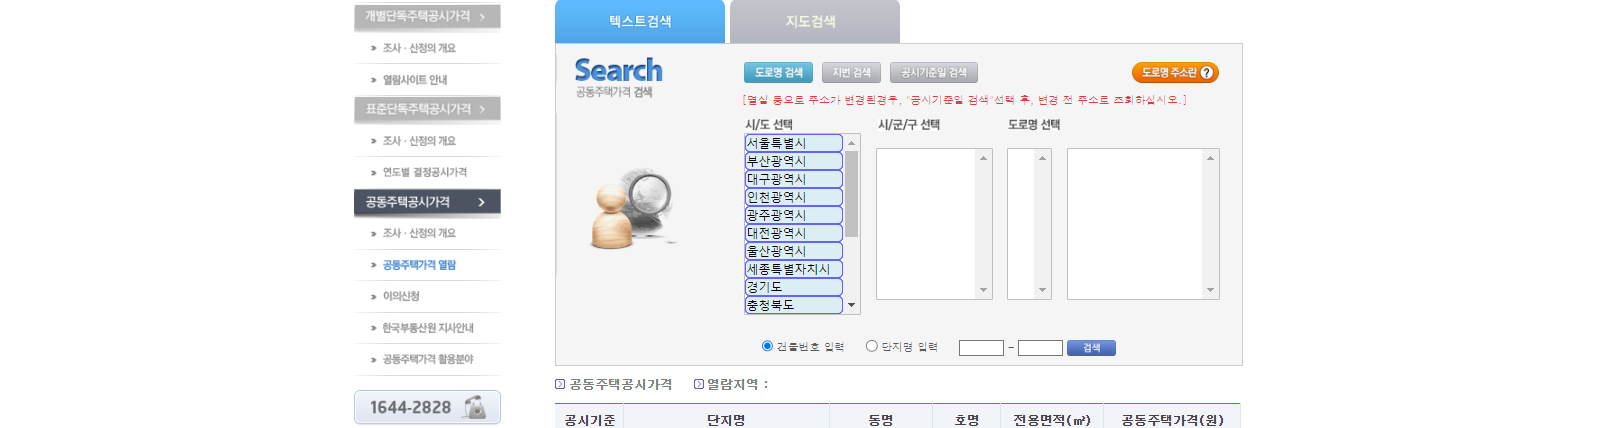 개별단독주택공시가격
조사 · 산정의 개요
열람사이트 안내
표준단독주택공시가격
조사 · 산정의 개요
연도별 결정공시가격
공동주택공시가격
조사 · 산정의 개요
공동주택가격 열람
이의신청
한국부동산원 지사안내
공동주택가격 활용분야
1644-2828
텍스트검색
지도검색
Search
공동주택가격 검색
도로명 검색
지번 검색
공시기준일 검색
도로명 주소란 ?
[멸실 등으로 주소가 변경된경우, "공시기준일 검색"선택 후, 변경 전 주소로 조회하십시오.]
시/도 선택
시/군/구 선택
도로명 선택
서울특별시
부산광역시
대구광역시
인천광역시
광주광역시
대전광역시
울산광역시
세종특별자치시
경기도
충청북도
건물번호 입력
단지명 입력
-
검색
공동주택공시가격
열람지역 :
공시기준
단지명
동명
호명
전용면적(㎡)
공동주택가격(원)